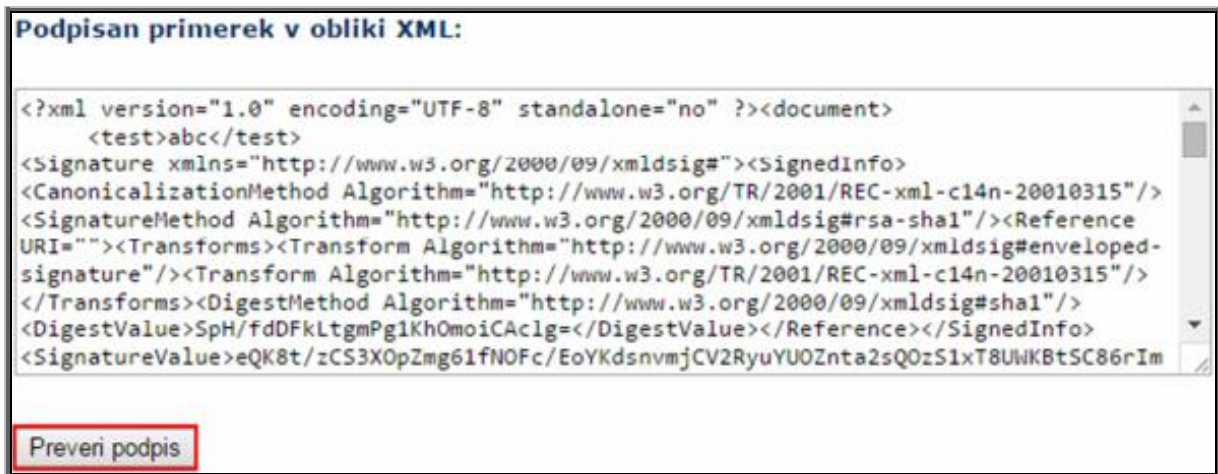 Podpisan primerek v obliki XML:
<?xml version="1.0" encoding="UTF-8" standalone="no" ?><document>
<test>abc</test>
<Signature xmlns="http://www.w3.org/2000/09/xmldsig#"><SignedInfo>
<CanonicalizationMethod Algorithm="http://www.w3.org/TR/2001/REC-xml-c14n-20010315"/>
<SignatureMethod Algorithm="http://www.w3.org/2000/09/xmldsig#rsa-sha1"/><Reference
URI=""><Transforms><Transform Algorithm="http://www.w3.org/2000/09/xmldsig#enveloped-
signature"/><Transform Algorithm="http://www.w3.org/TR/2001/REC-xml-c14n-20010315"/>
</Transforms><DigestMethod Algorithm="http://www.w3.org/2000/09/xmldsig#sha1"/>
<DigestValue>SpH/fdDFkLtgmPg1KhOmoiCAclg=</DigestValue></Reference></SignedInfo>
<SignatureValue>eQK8t/zCS3XOpZmg61fNOFc/EoYKdsnvmjCV2RyuYUOZnta2sQOzS1xT8UWKBtSC86rIm
Preveri podpis